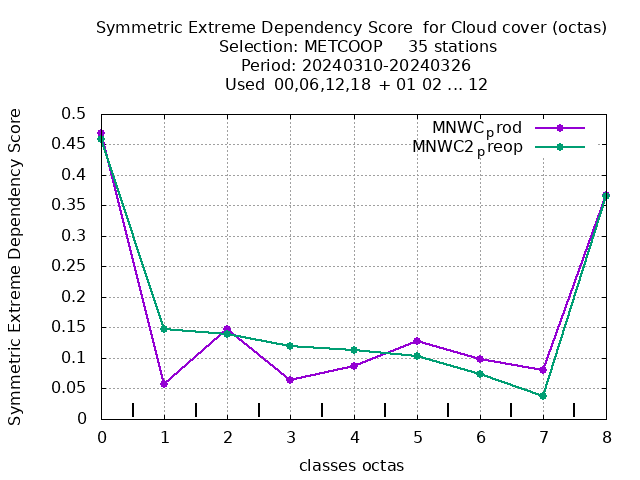 Symmetric Extreme Dependency Score for Cloud cover (octas)
Selection: METCOOP 35 stations
Period: 20240310-20240326
Used 00,06,12,18 + 01 02 ... 12
MNWCprod
MNWC2preop
Symmetric Extreme Dependency Score
0.5
0.45
0.4
0.35
0.3
0.25
0.2
0.15
0.1
0.05
0
0 1 2 3 4 5 6 7 8
classes octas